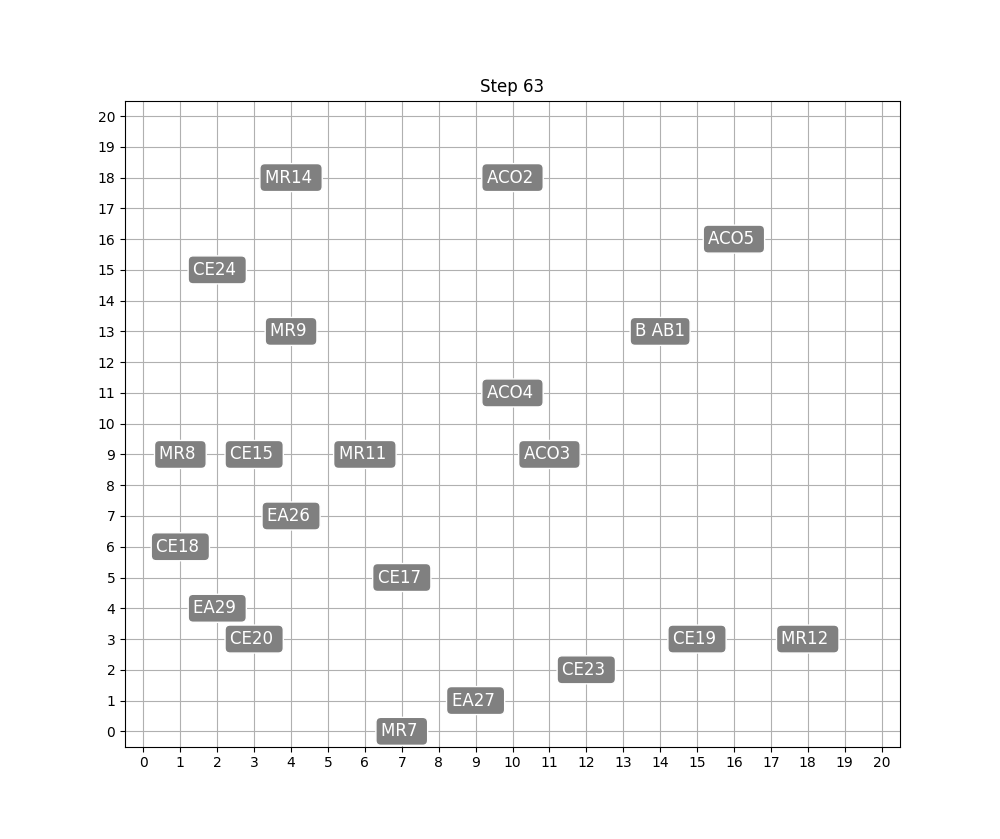 Step 63
20
19
18 MR14 ACO2
17
16 ACO5
15 CE24
14
13 MR9 B AB1
12
11 ACO4
10
9 MR8 CE15 MR11 ACO3
8
7 EA26
6 CE18
5 CE17
4 EA29
3 CE20 CE19 MR12
2 CE23
1 EA27
0 MR7
0 1 2 3 4 5 6 7 8 9 10 11 12 13 14 15 16 17 18 19 20